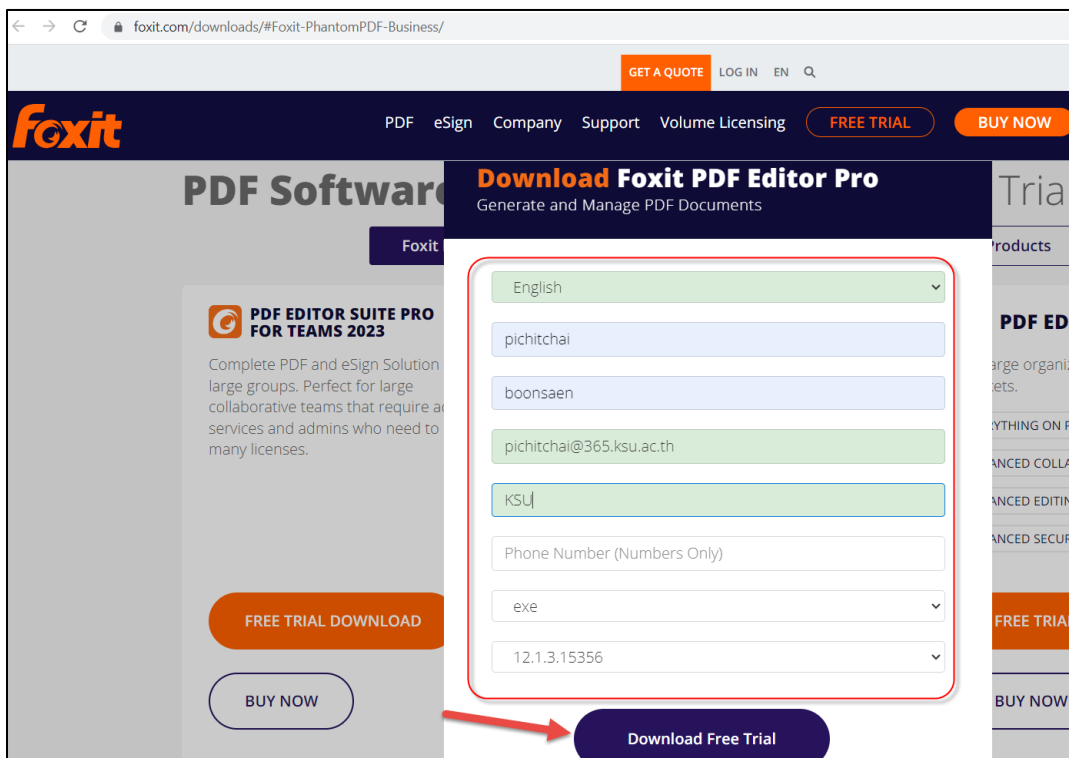 foxit.com/downloads/#Foxit-PhantomPDF-Business/
GET A QUOTE LOG IN EN
foxit
PDF eSign Company Support Volume Licensing FREE TRIAL BUY NOW
PDF Software
Download Foxit PDF Editor Pro
Generate and Manage PDF Documents
Tria
Foxit
Products
PDF EDITOR SUITE PRO
FOR TEAMS 2023
Complete PDF and eSign Solution
large groups. Perfect for large
collaborative teams that require
services and admins who need to
many licenses.
FREE TRIAL DOWNLOAD
BUY NOW
English
pichitchai
boonsaen
pichitchai@365.ksu.ac.th
KSU
Phone Number (Numbers Only)
exe
12.1.3.15356
Download Free Trial
PDF ED
arge organiz
ets.
YTHING ON
ANCED COLLA
ANCED EDITIN
ANCED SECUR
FREE TRIA
BUY NOW